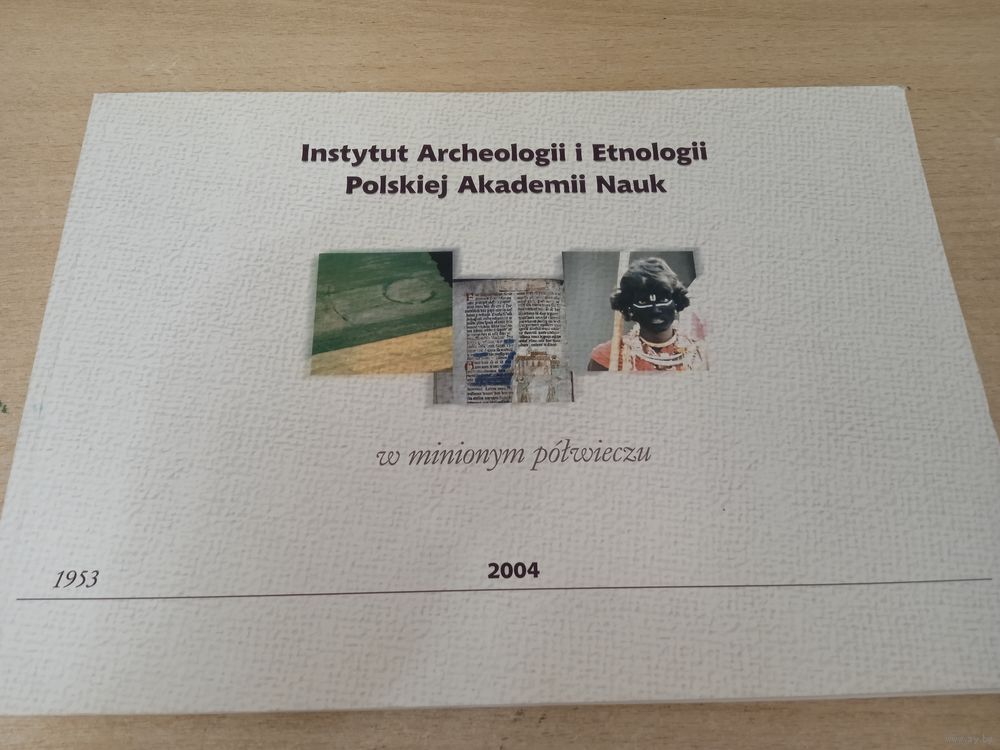 Instytut Archeologii i Etnologii
Polskiej Akademii Nauk
w minionym półwieczu
1953
2004